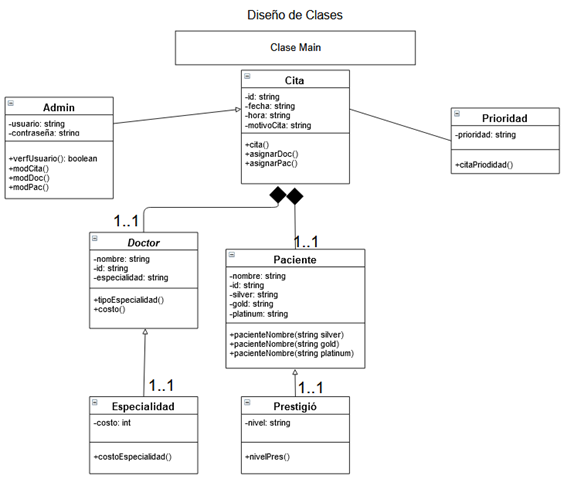 Diseño de Clases
Clase Main
Cita
-id: string
-fecha: string
-hora: string
-motivoCita: string
+cita()
+asignarDoc()
+asignarPac()
Admin
-usuario: string
-contraseña: string
+verfUsuario(): boolean
+modCita()
+modDoc()
+modPac()
Prioridad
-prioridad: string
+citaPriodidad()
1..1
1..1
Doctor
-nombre: string
-id: string
-especialidad: string
+tipoEspecialidad()
+costo()
Paciente
-nombre: string
-id: string
-silver: string
-gold: string
-platinum: string
+pacienteNombre(string silver)
+pacienteNombre(string gold)
+pacienteNombre(string platinum)
1..1
1..1
Especialidad
-costo: int
+costoEspecialidad()
Prestigió
-nivel: string
+nivelPres()